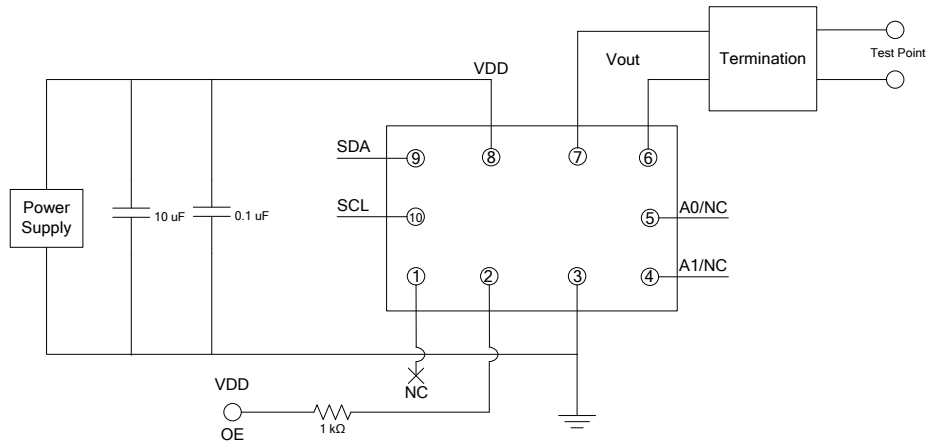 VDD
Vout
Termination
Test Point
SDA
9
8
7
6
Power
Supply
10 uF
0.1 uF
SCL
10
5
A0/NC
1
2
3
4
A1/NC
NC
VDD
OE
1 kΩ